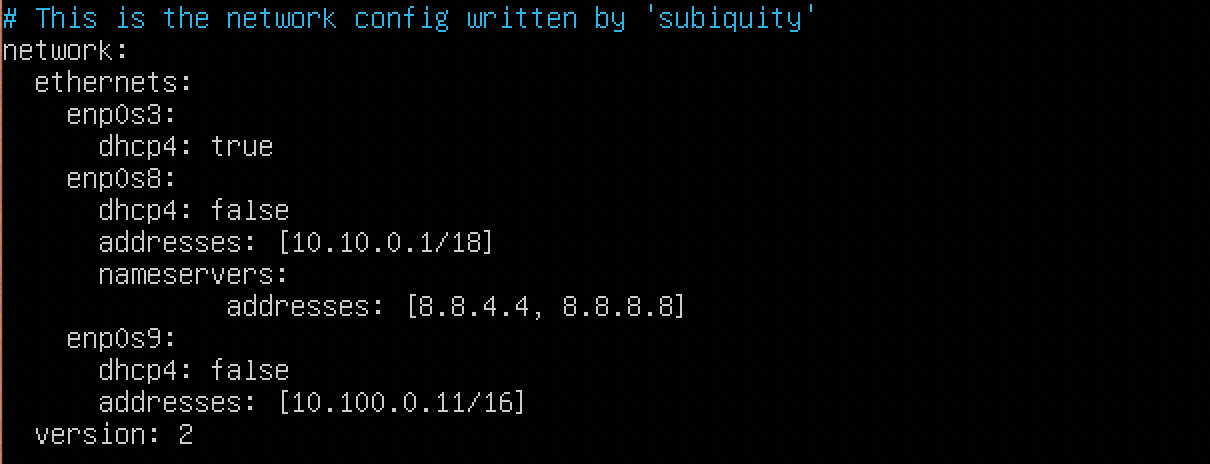 # This is the network config written by 'subiquity'
network:
  ethernets:
    enp0s3:
      dhcp4: true
    enp0s8:
      dhcp4: false
      addresses: [10.10.0.1/18]
      nameservers:
              addresses: [8.8.4.4, 8.8.8.8]
    enp0s9:
      dhcp4: false
      addresses: [10.100.0.11/16]
  version: 2